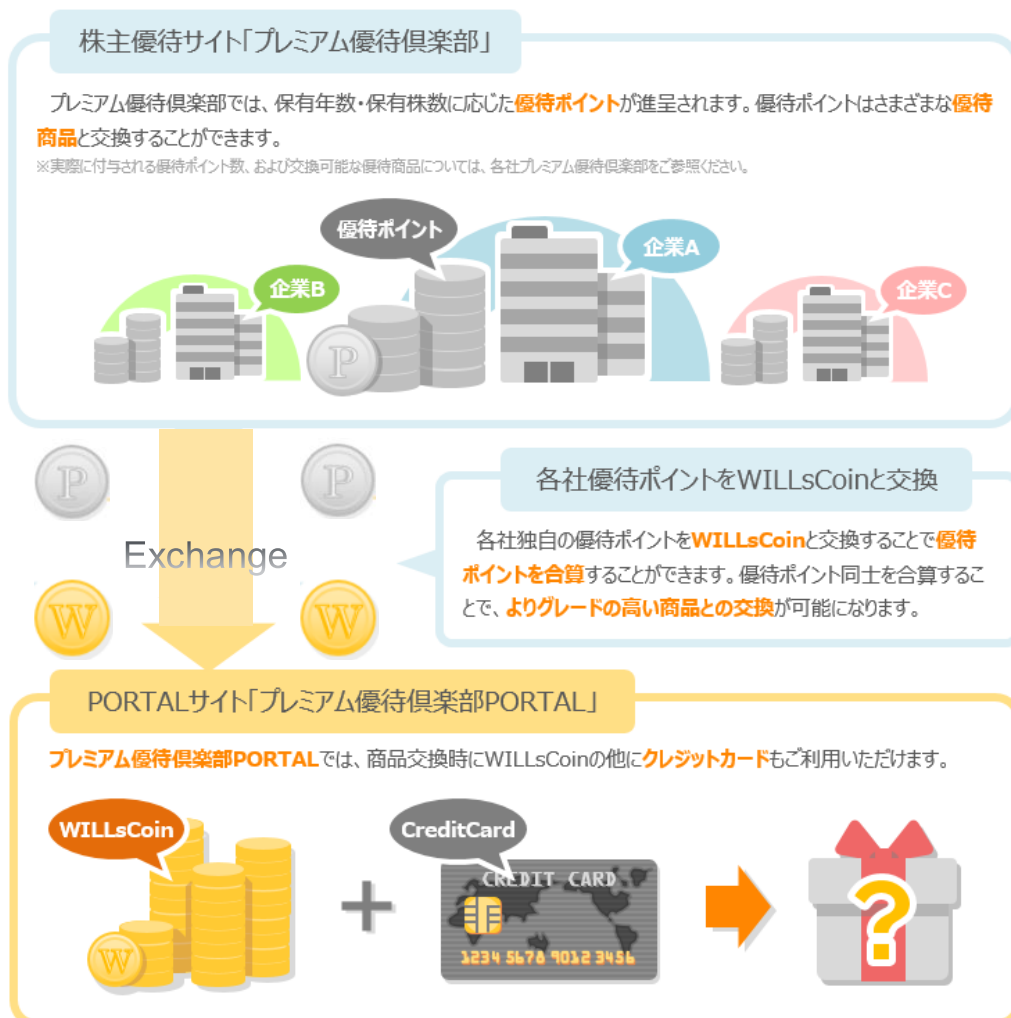 株主優待サイト「プレミアム優待倶楽部」
プレミアム優待倶楽部では、保有年数・保有株数に応じた優待ポイントが進呈されます。優待ポイントはさまざまな優待
商品と交換することができます。
※実際に付与される優待ポイント数、および交換可能な優待商品については、各社プレミアム優待倶楽部をご参照ください。
優待ポイント
企業A
企業B
企業C
P
P
P
各社優待ポイントをWILLsCoinと交換
Exchange
各社独自の優待ポイントをWILLsCoinと交換することで優待
ポイントを合算することができます。優待ポイント同士を合算するこ
とで、よりグレードの高い商品との交換が可能になります。
W
W
PORTALサイト「プレミアム優待倶楽部PORTAL」
プレミアム優待倶楽部PORTALでは、商品交換時にWILLsCoinの他にクレジットカードもご利用いただけます。
WILLsCoin
CreditCard
CREDIT CARD
1234 5678 9012 3456
W
+
?